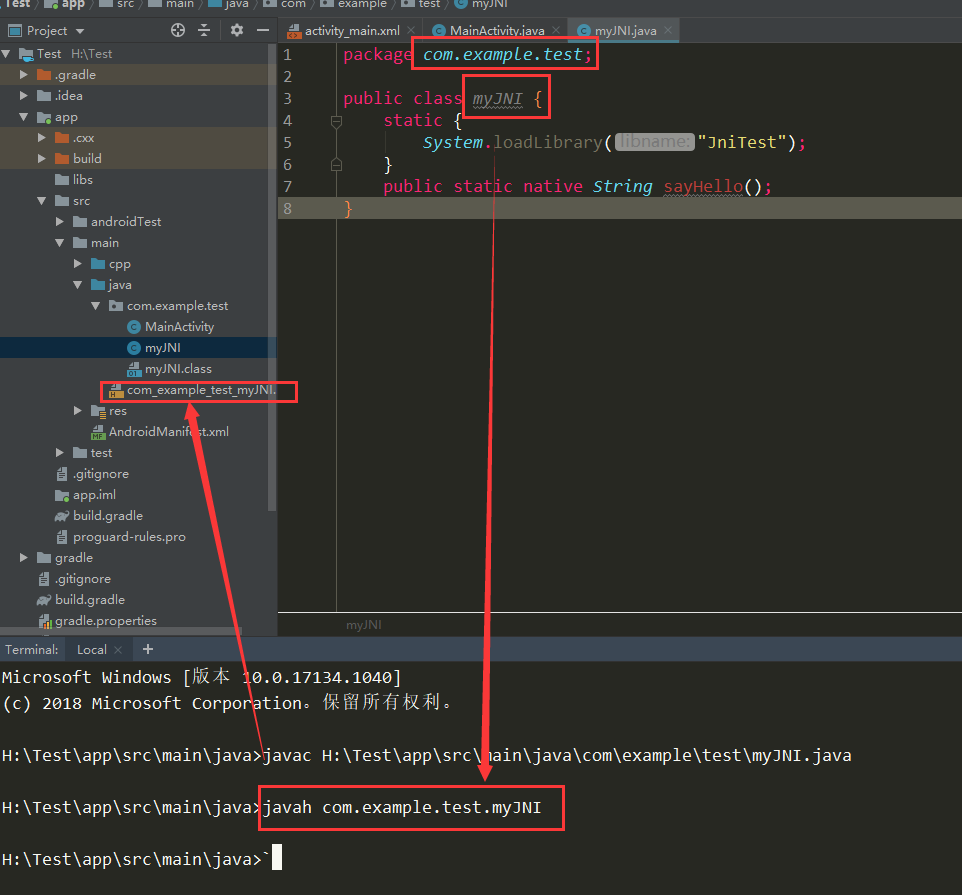 Test app src main java com example test myJNI
Project
activity_main.xml MainActivity.java myJNI.java
Test H:\Test
.gradle
.idea
app
.cxx
build
libs
src
androidTest
main
cpp
java
com.example.test
MainActivity
myJNI
myJNI.class
com_example_test_myJNI.
res
AndroidManifest.xml
test
.gitignore
app.iml
build.gradle
proguard-rules.pro
gradle
.gitignore
build.gradle
gradle.properties
1 package com.example.test;
2
3 public class myJNI {
4 static {
5 System.loadLibrary( libname: "JniTest");
6 }
7 public static native String sayHello();
8 }
myJNI
Terminal: Local × +
Microsoft Windows [版本 10.0.17134.1040]
(c) 2018 Microsoft Corporation。保留所有权利。
H:\Test\app\src\main\java>javac H:\Test\app\src\main\java\com\example\test\myJNI.java
H:\Test\app\src\main\java>javah com.example.test.myJNI
H:\Test\app\src\main\java>`